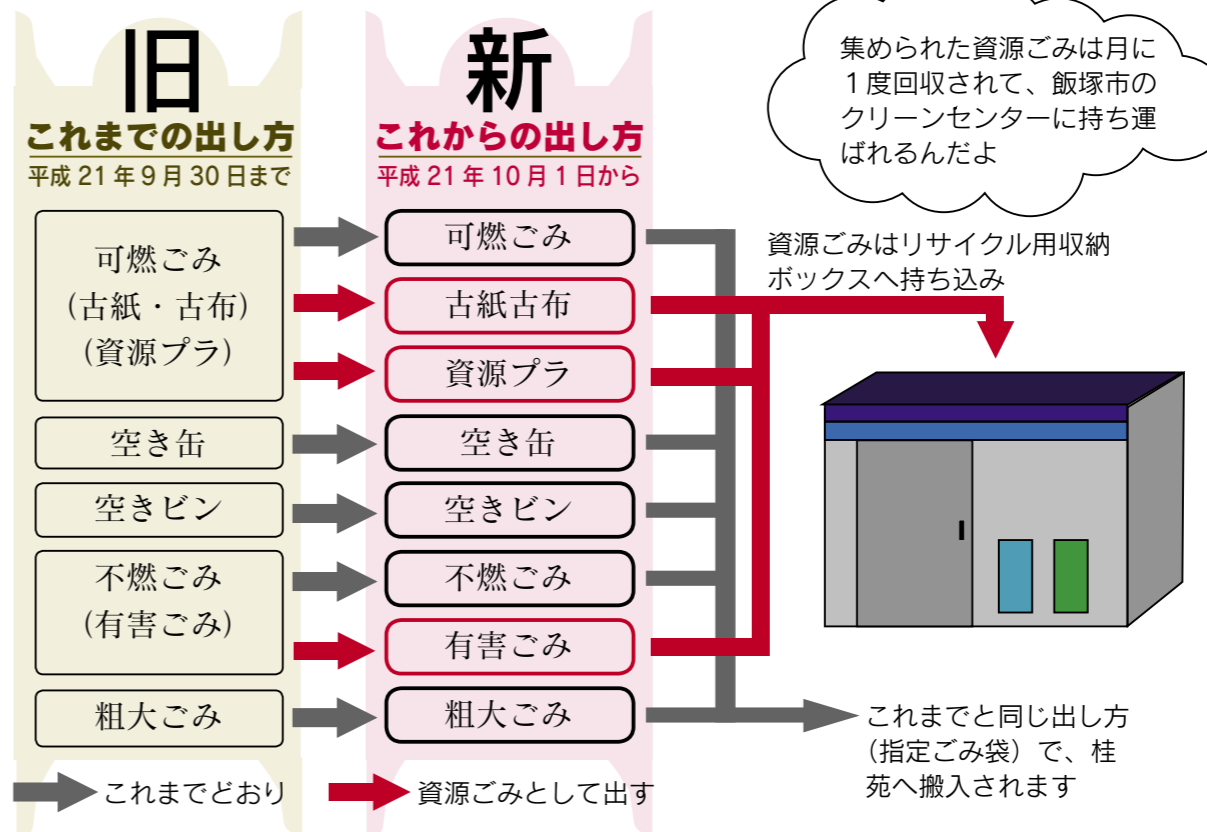 旧
これまでの出し方
平成 21 年 9 月 30 日まで
可燃ごみ
(古紙・古布)
(資源プラ)
空き缶
空きビン
不燃ごみ
(有害ごみ)
粗大ごみ
新
これからの出し方
平成 21 年 10 月 1 日から
可燃ごみ
古紙古布
資源プラ
空き缶
空きビン
不燃ごみ
有害ごみ
粗大ごみ
集められた資源ごみは月に
1度回収されて、飯塚市の
クリーンセンターに持ち運
ばれるんだよ
資源ごみはリサイクル用収納
ボックスへ持ち込み
これまでと同じ出し方
（指定ごみ袋）で、桂
苑へ搬入されます
これまでどおり
資源ごみとして出す